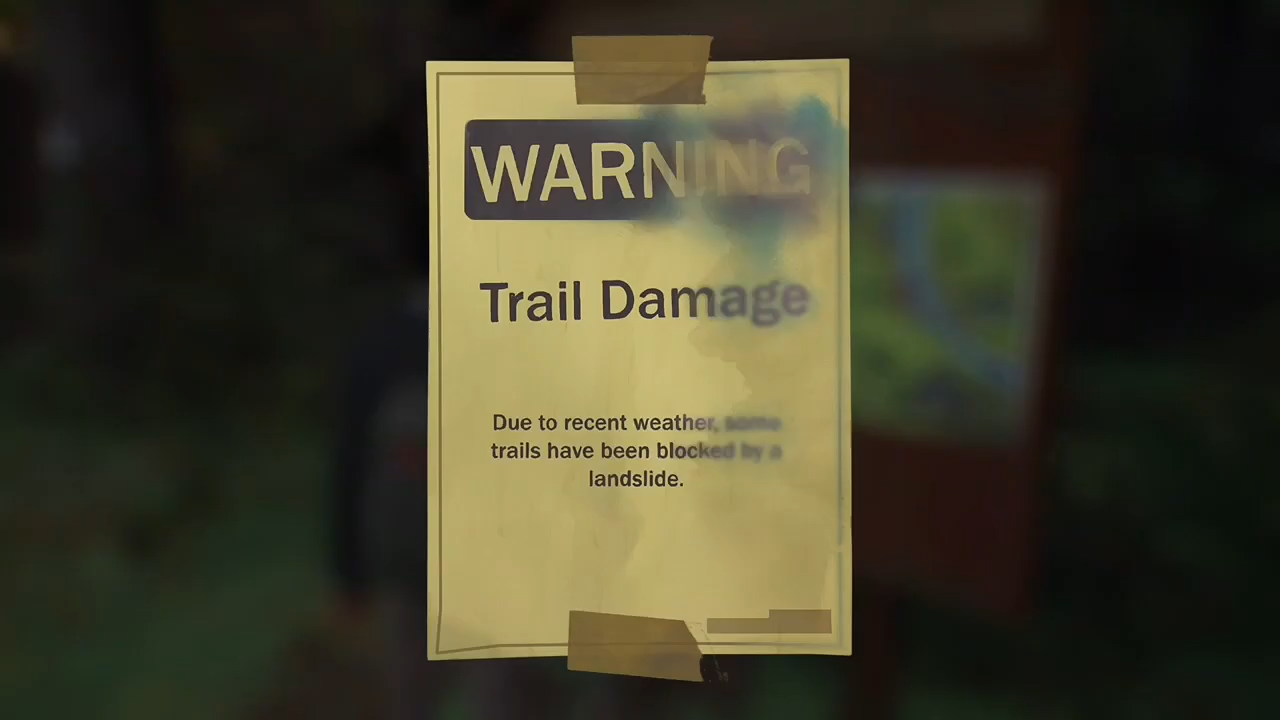 WARNING
Trail Damage
Due to recent weather, some
trails have been blocked by a
landslide.